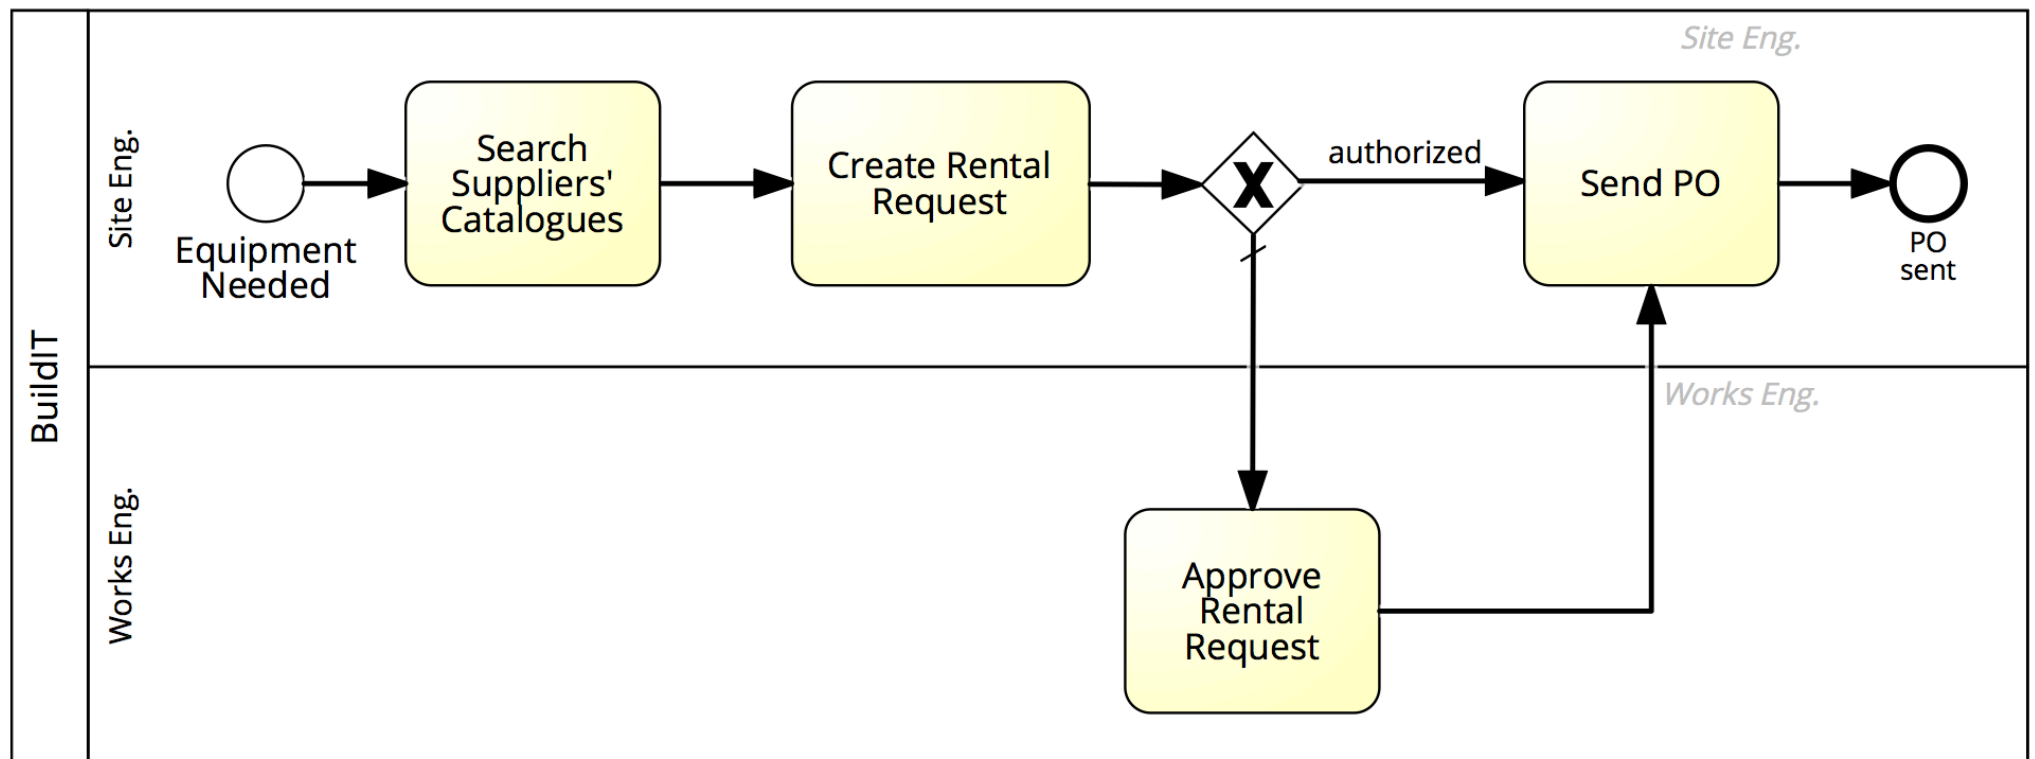 BuildIT
Site Eng.
Site Eng.
Equipment
Needed
Search
Suppliers'
Catalogues
Create Rental
Request
X
authorized
Send PO
PO
sent
Works Eng.
Works Eng.
Approve
Rental
Request